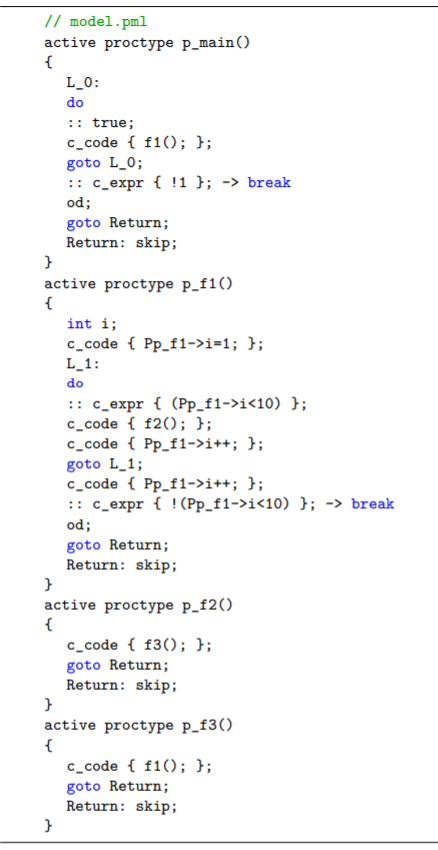 // model.pml
active proctype p_main()
{
L_0:
do
:: true;
c_code { f1(); };
goto L_0;
:: c_expr { !1 }; -> break
od;
goto Return;
Return: skip;
}
active proctype p_f1()
{
int i;
c_code { Pp_f1->i=1; };
L_1:
do
:: c_expr { (Pp_f1->i<10) };
c_code { f2(); };
c_code { Pp_f1->i++; };
goto L_1;
c_code { Pp_f1->i++; };
:: c_expr { !(Pp_f1->i<10) }; -> break
od;
goto Return;
Return: skip;
}
active proctype p_f2()
{
c_code { f3(); };
goto Return;
Return: skip;
}
active proctype p_f3()
{
c_code { f1(); };
goto Return;
Return: skip;
}